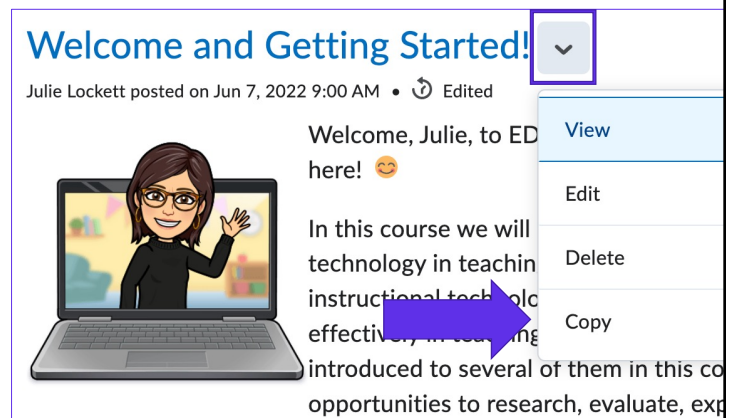 Welcome and Getting Started!
Julie Lockett posted on Jun 7, 2022 9:00 AM • Edited
Welcome, Julie, to ED
here! 😊
In this course we will
technology in teachin
instructional technolo
effectively in teaching
introduced to several of them in this co
opportunities to research, evaluate, exp
View
Edit
Delete
Copy